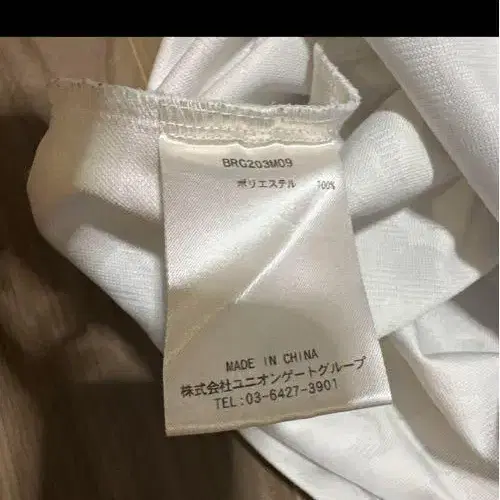 BRG203M09
ポリエステル 100%
MADE IN CHINA
株式会社ユニオンゲートグループ
TEL:03-6427-3901